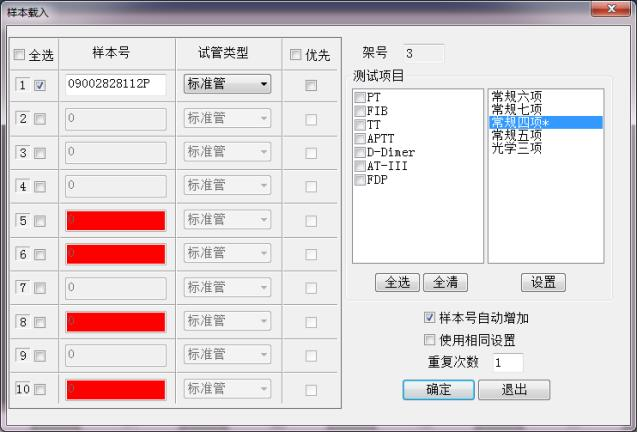 样本载入
全选 样本号 试管类型 优先
1 09002828112P 标准管
2 0 标准管
3 0 标准管
4 0 标准管
5 0 标准管
6 0 标准管
7 0 标准管
8 0 标准管
9 0 标准管
10 0 标准管
架号 3
测试项目
PT
FIB
TT
APTT
D-Dimer
AT-III
FDP
常规六项
常规七项
常规四项*
常规五项
光学三项
全选 全清 设置
样本号自动增加
使用相同设置
重复次数 1
确定 退出